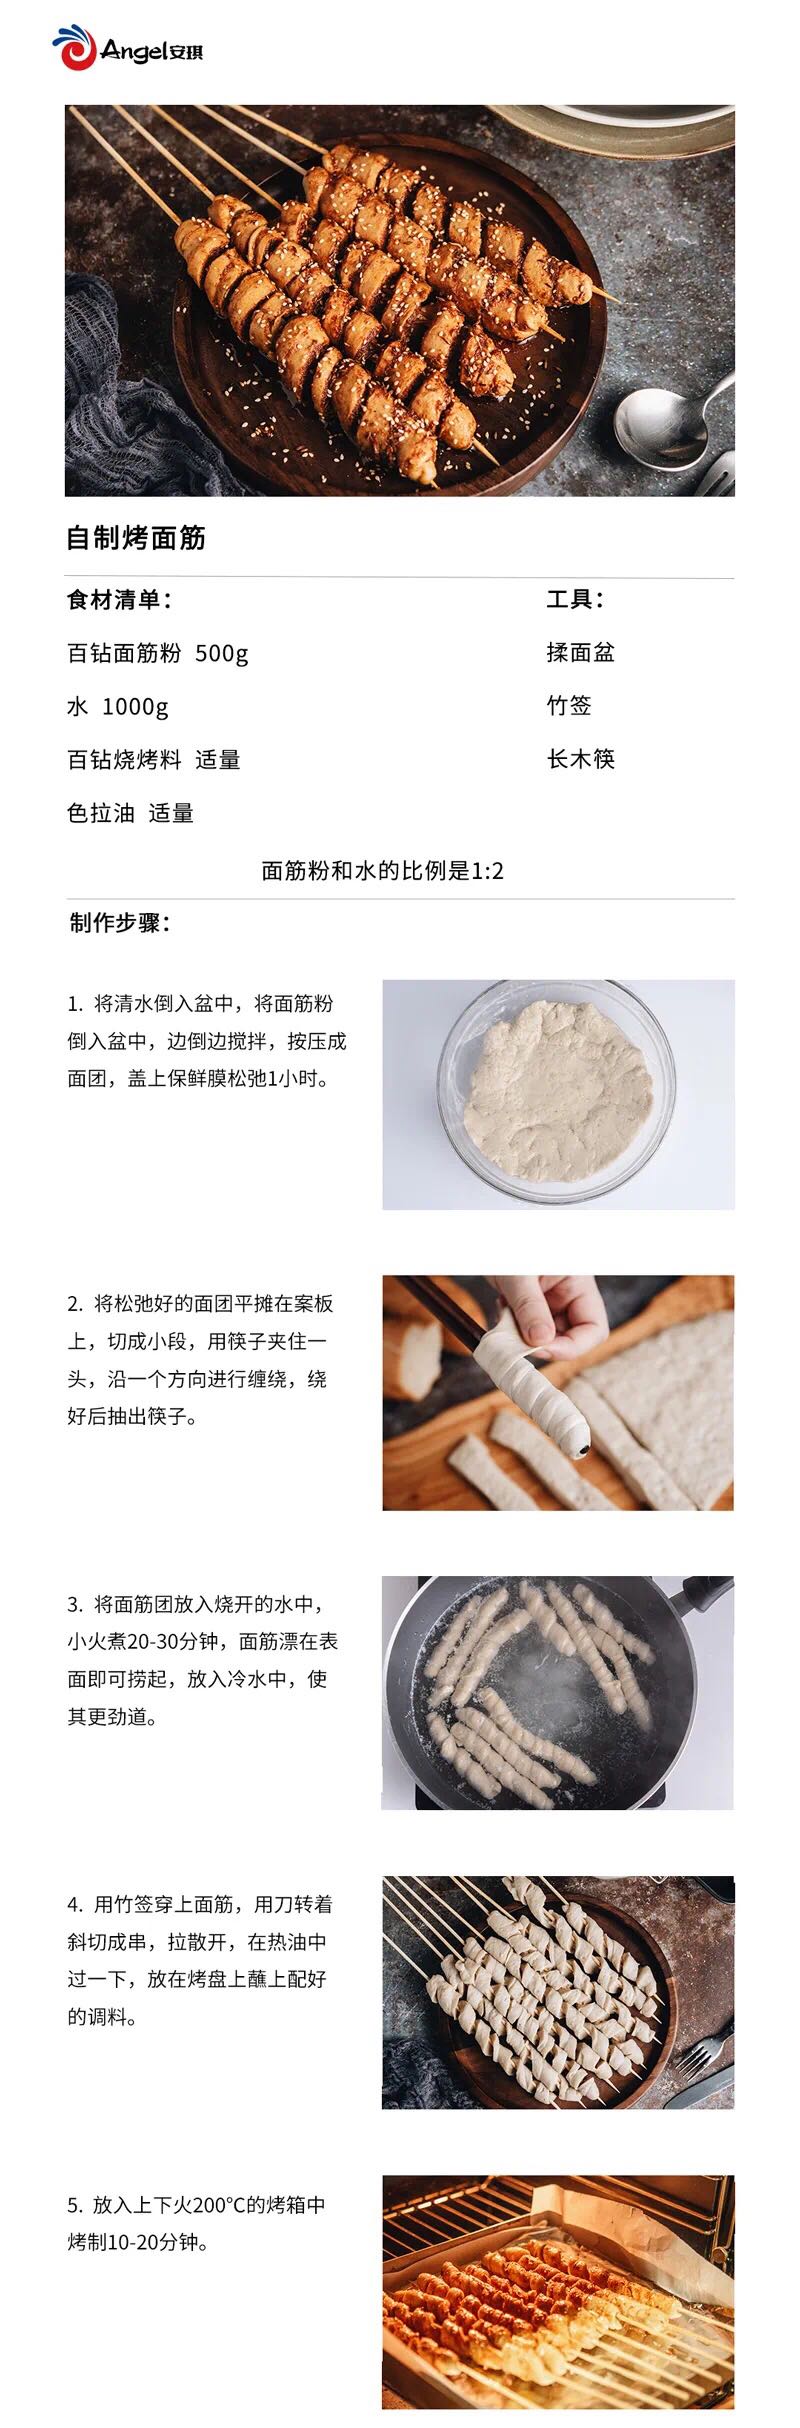 Angel安琪
自制烤面筋
食材清单：
工具：
百钻面筋粉 500g
揉面盆
水 1000g
竹签
百钻烧烤料 适量
长木筷
色拉油 适量
面筋粉和水的比例是1:2
制作步骤：
1. 将清水倒入盆中，将面筋粉
倒入盆中，边倒边搅拌，按压成
面团，盖上保鲜膜松弛1小时。
2. 将松弛好的面团平摊在案板
上，切成小段，用筷子夹住一
头，沿一个方向进行缠绕，绕
好后抽出筷子。
3. 将面筋团放入烧开的水中，
小火煮20-30分钟，面筋漂在表
面即可捞起，放入冷水中，使
其更劲道。
4. 用竹签穿上面筋，用刀转着
斜切成串，拉散开，在热油中
过一下，放在烤盘上蘸上配好
的调料。
5. 放入上下火200℃的烤箱中
烤制10-20分钟。